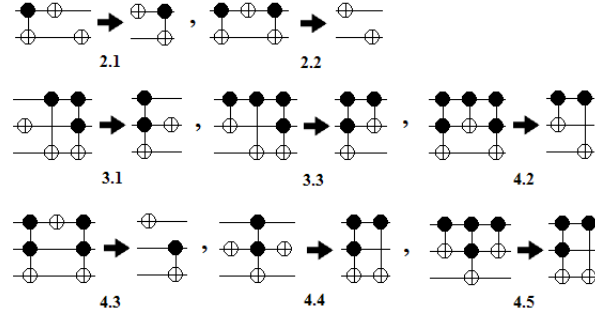 , 
2.1 2.2
, ,
3.1 3.3 4.2
, ,
4.3 4.4 4.5